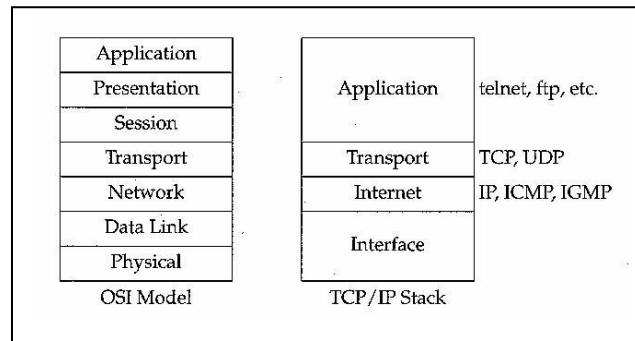 Application
Presentation
Session
Transport
Network
Data Link
Physical
OSI Model
Application telnet, ftp, etc.
Transport TCP, UDP
Internet IP, ICMP, IGMP
Interface
TCP/IP Stack